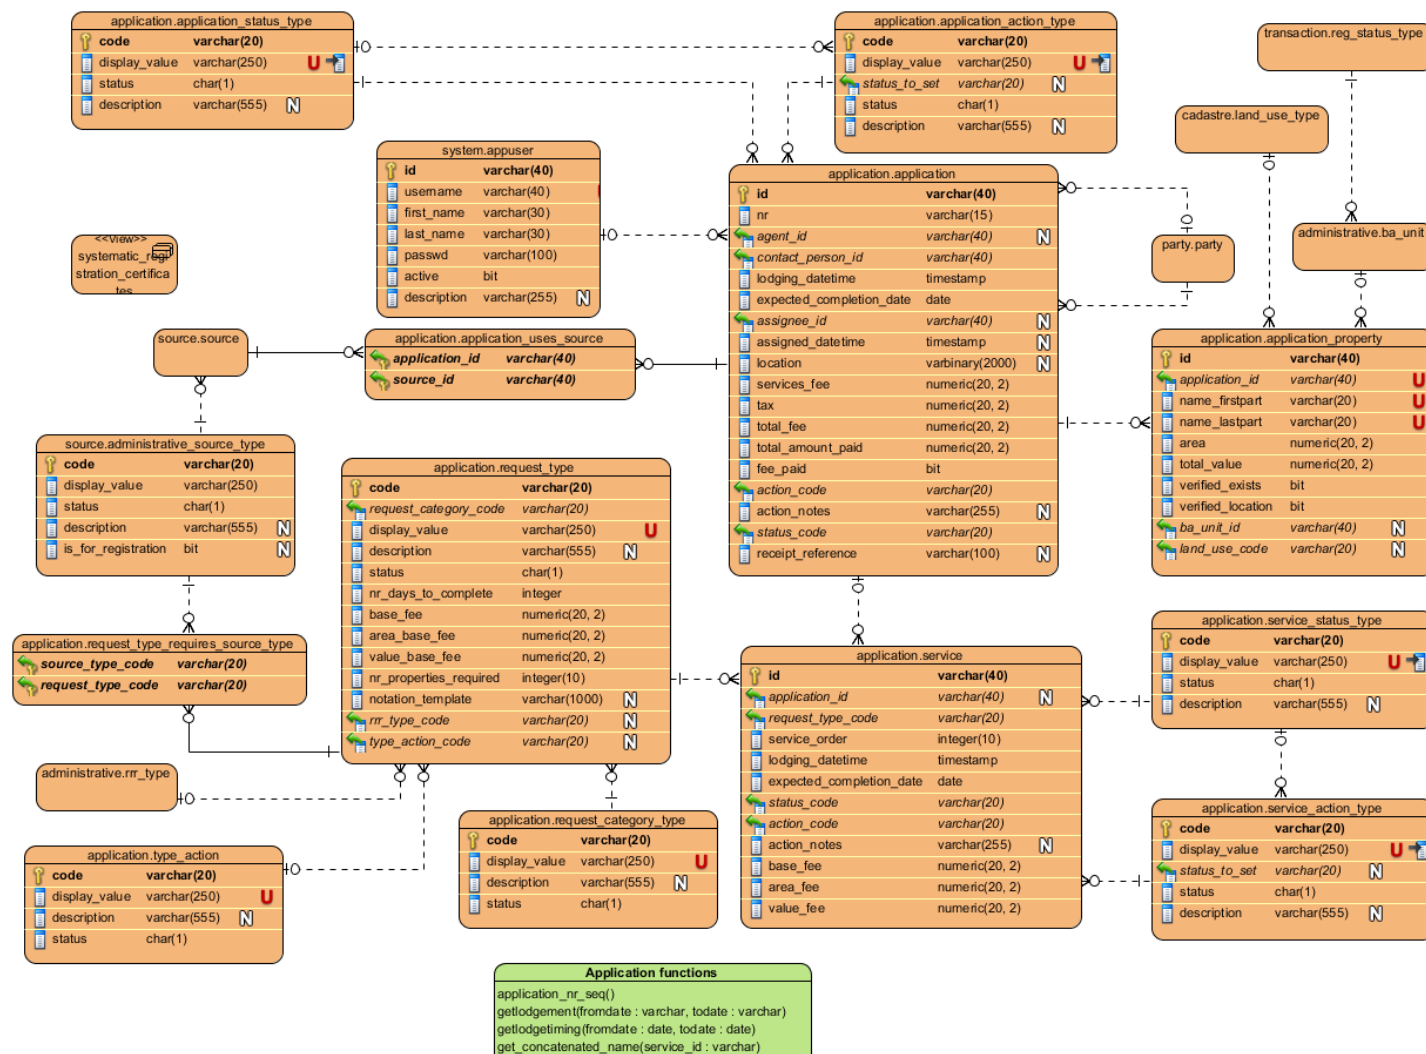 application.application_status_type
code varchar(20)
display_value varchar(250) U
status char(1)
description varchar(555) N
application.application_action_type
code varchar(20)
display_value varchar(250) U
status_to_set varchar(20) N
status char(1)
description varchar(555) N
transaction.reg_status_type
cadastre.land_use_type
system.appuser
id varchar(40)
username varchar(40)
first_name varchar(30)
last_name varchar(30)
passwd varchar(100)
active bit
description varchar(255) N
application.application
id varchar(40)
nr varchar(15)
agent_id varchar(40) N
contact_person_id varchar(40)
lodging_datetime timestamp
expected_completion_date date
assignee_id varchar(40) N
assigned_datetime timestamp N
location varbinary(2000) N
services_fee numeric(20, 2)
tax numeric(20, 2)
total_fee numeric(20, 2)
total_amount_paid numeric(20, 2)
fee_paid bit
action_code varchar(20)
action_notes varchar(255) N
status_code varchar(20)
receipt_reference varchar(100) N
party.party
administrative.ba_unit
<<View>>
systematic_regi
stration_certifica
tes
source.source
application.application_uses_source
application_id varchar(40)
source_id varchar(40)
application.application_property
id varchar(40)
application_id varchar(40) U
name_firstpart varchar(20) U
name_lastpart varchar(20) U
area numeric(20, 2)
total_value numeric(20, 2)
verified_exists bit
verified_location bit
ba_unit_id varchar(40) N
land_use_code varchar(20) N
source.administrative_source_type
code varchar(20)
display_value varchar(250)
status char(1)
description varchar(555) N
is_for_registration bit N
application.request_type
code varchar(20)
request_category_code varchar(20)
display_value varchar(250) U
description varchar(555) N
status char(1)
nr_days_to_complete integer
base_fee numeric(20, 2)
area_base_fee numeric(20, 2)
value_base_fee numeric(20, 2)
nr_properties_required integer(10)
notation_template varchar(1000) N
rrr_type_code varchar(20) N
type_action_code varchar(20) N
application.request_type_requires_source_type
source_type_code varchar(20)
request_type_code varchar(20)
application.service
id varchar(40)
application_id varchar(40) N
request_type_code varchar(20)
service_order integer(10)
lodging_datetime timestamp
expected_completion_date date
status_code varchar(20)
action_code varchar(20)
action_notes varchar(255) N
base_fee numeric(20, 2)
area_fee numeric(20, 2)
value_fee numeric(20, 2)
application.service_status_type
code varchar(20)
display_value varchar(250) U
status char(1)
description varchar(555) N
administrative.rrr_type
application.request_category_type
code varchar(20)
display_value varchar(250) U
description varchar(555) N
status char(1)
application.service_action_type
code varchar(20)
display_value varchar(250) U
status_to_set varchar(20) N
status char(1)
description varchar(555) N
application.type_action
code varchar(20)
display_value varchar(250) U
description varchar(555) N
status char(1)
Application functions
application_nr_seq()
getlodgement(fromdate : varchar, todate : varchar)
getlodgetiming(fromdate : date, todate : date)
get_concatenated_name(service_id : varchar)